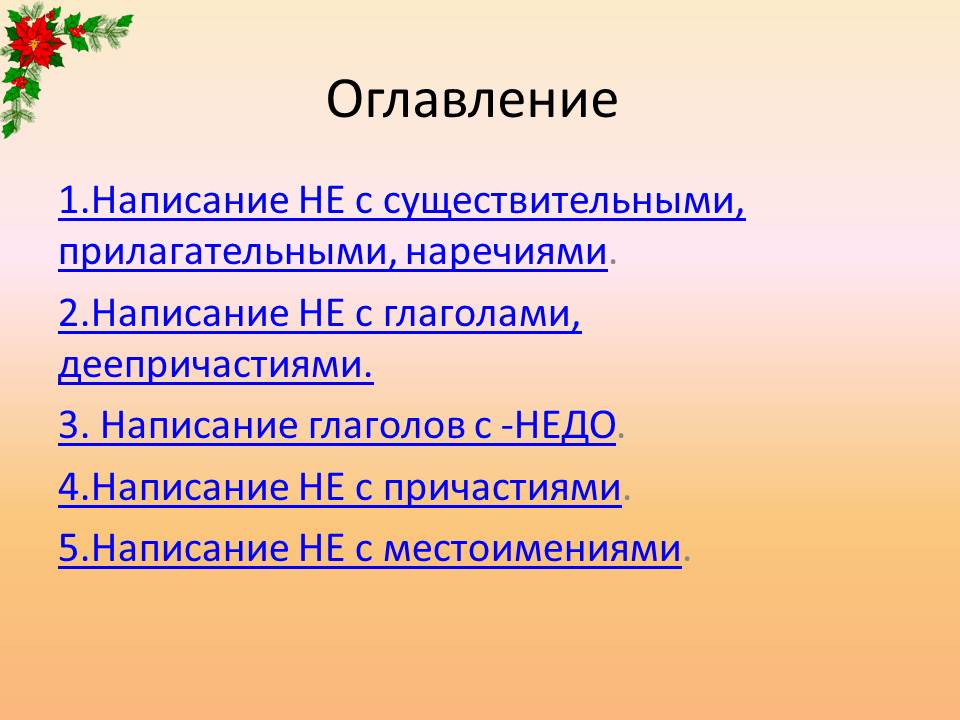 Оглавление
1.Написание НЕ с существительными,
прилагательными, наречиями.
2.Написание НЕ с глаголами,
деепричастиями.
3. Написание глаголов с -НЕДО.
4.Написание НЕ с причастиями.
5.Написание НЕ с местоимениями.